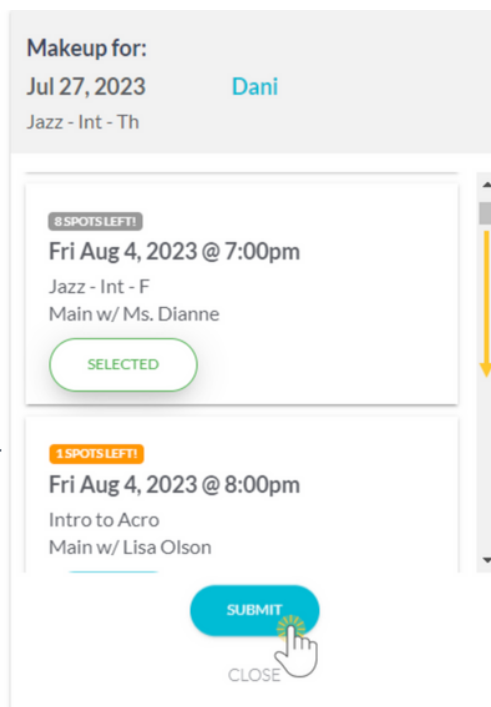 Makeup for:
Jul 27, 2023 Dani
Jazz - Int - Th
8 SPOTS LEFT!
Fri Aug 4, 2023 @ 7:00pm
Jazz - Int - F
Main w/ Ms. Dianne
SELECTED
1 SPOTS LEFT!
Fri Aug 4, 2023 @ 8:00pm
Intro to Acro
Main w/ Lisa Olson
SUBMIT
CLOSE